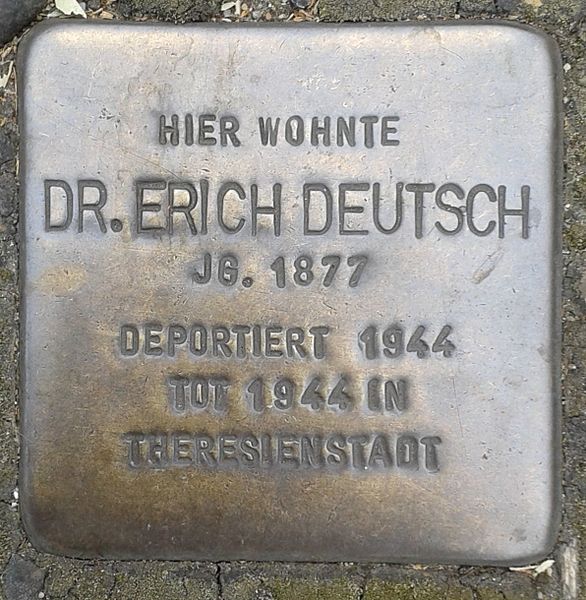 HIER WOHNTE
DR. ERICH DEUTSCH
JG. 1877
DEPORTIERT 1944
TOT 1944 IN
THERESIENSTADT